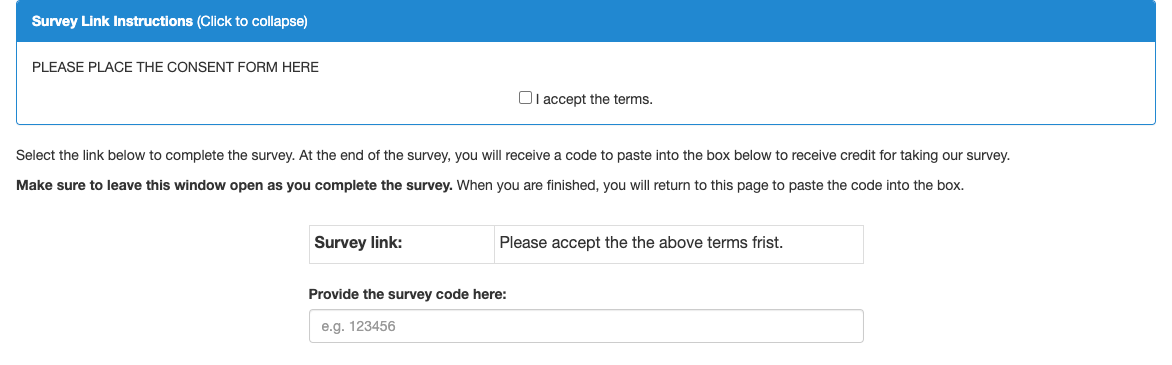 Survey Link Instructions (Click to collapse)
PLEASE PLACE THE CONSENT FORM HERE
I accept the terms.
Select the link below to complete the survey. At the end of the survey, you will receive a code to paste into the box below to receive credit for taking our survey.
Make sure to leave this window open as you complete the survey. When you are finished, you will return to this page to paste the code into the box.
Survey link: Please accept the the above terms frist.
Provide the survey code here:
e.g. 123456